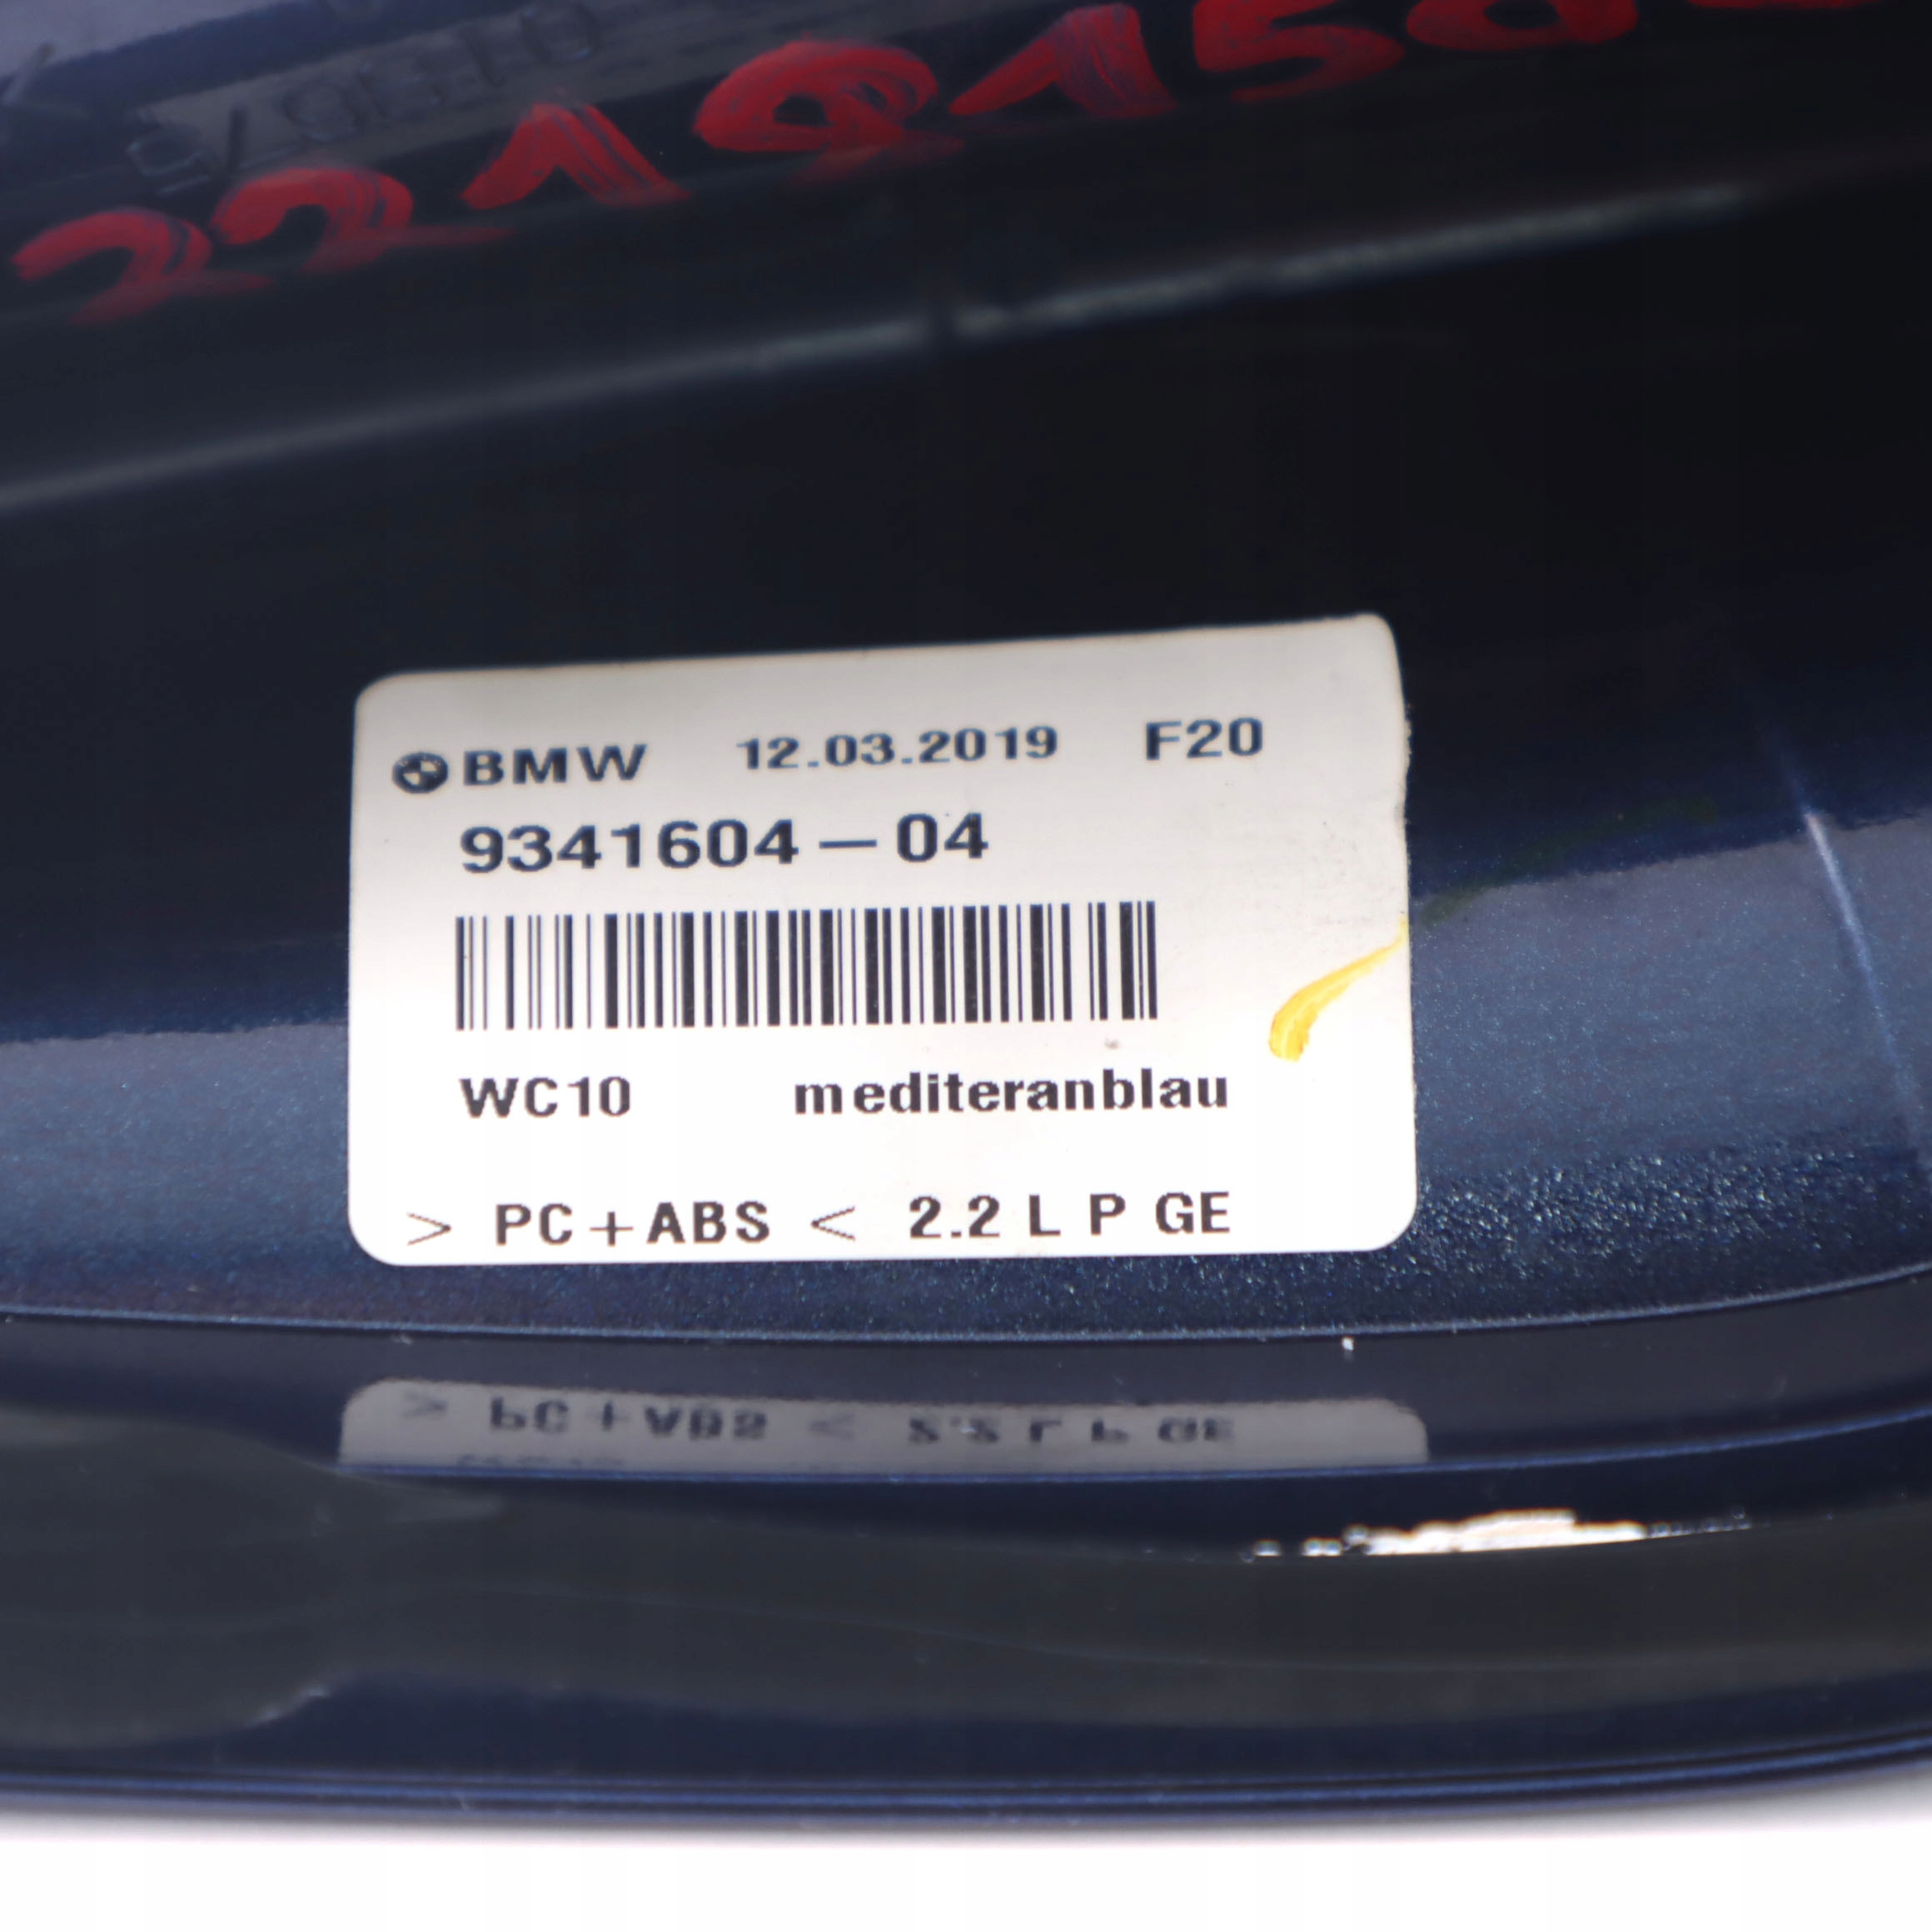 BMW 12.03.2019 F20
9341604-04
WC10 mediteranblau
> PC+ABS < 2.2 L P GE